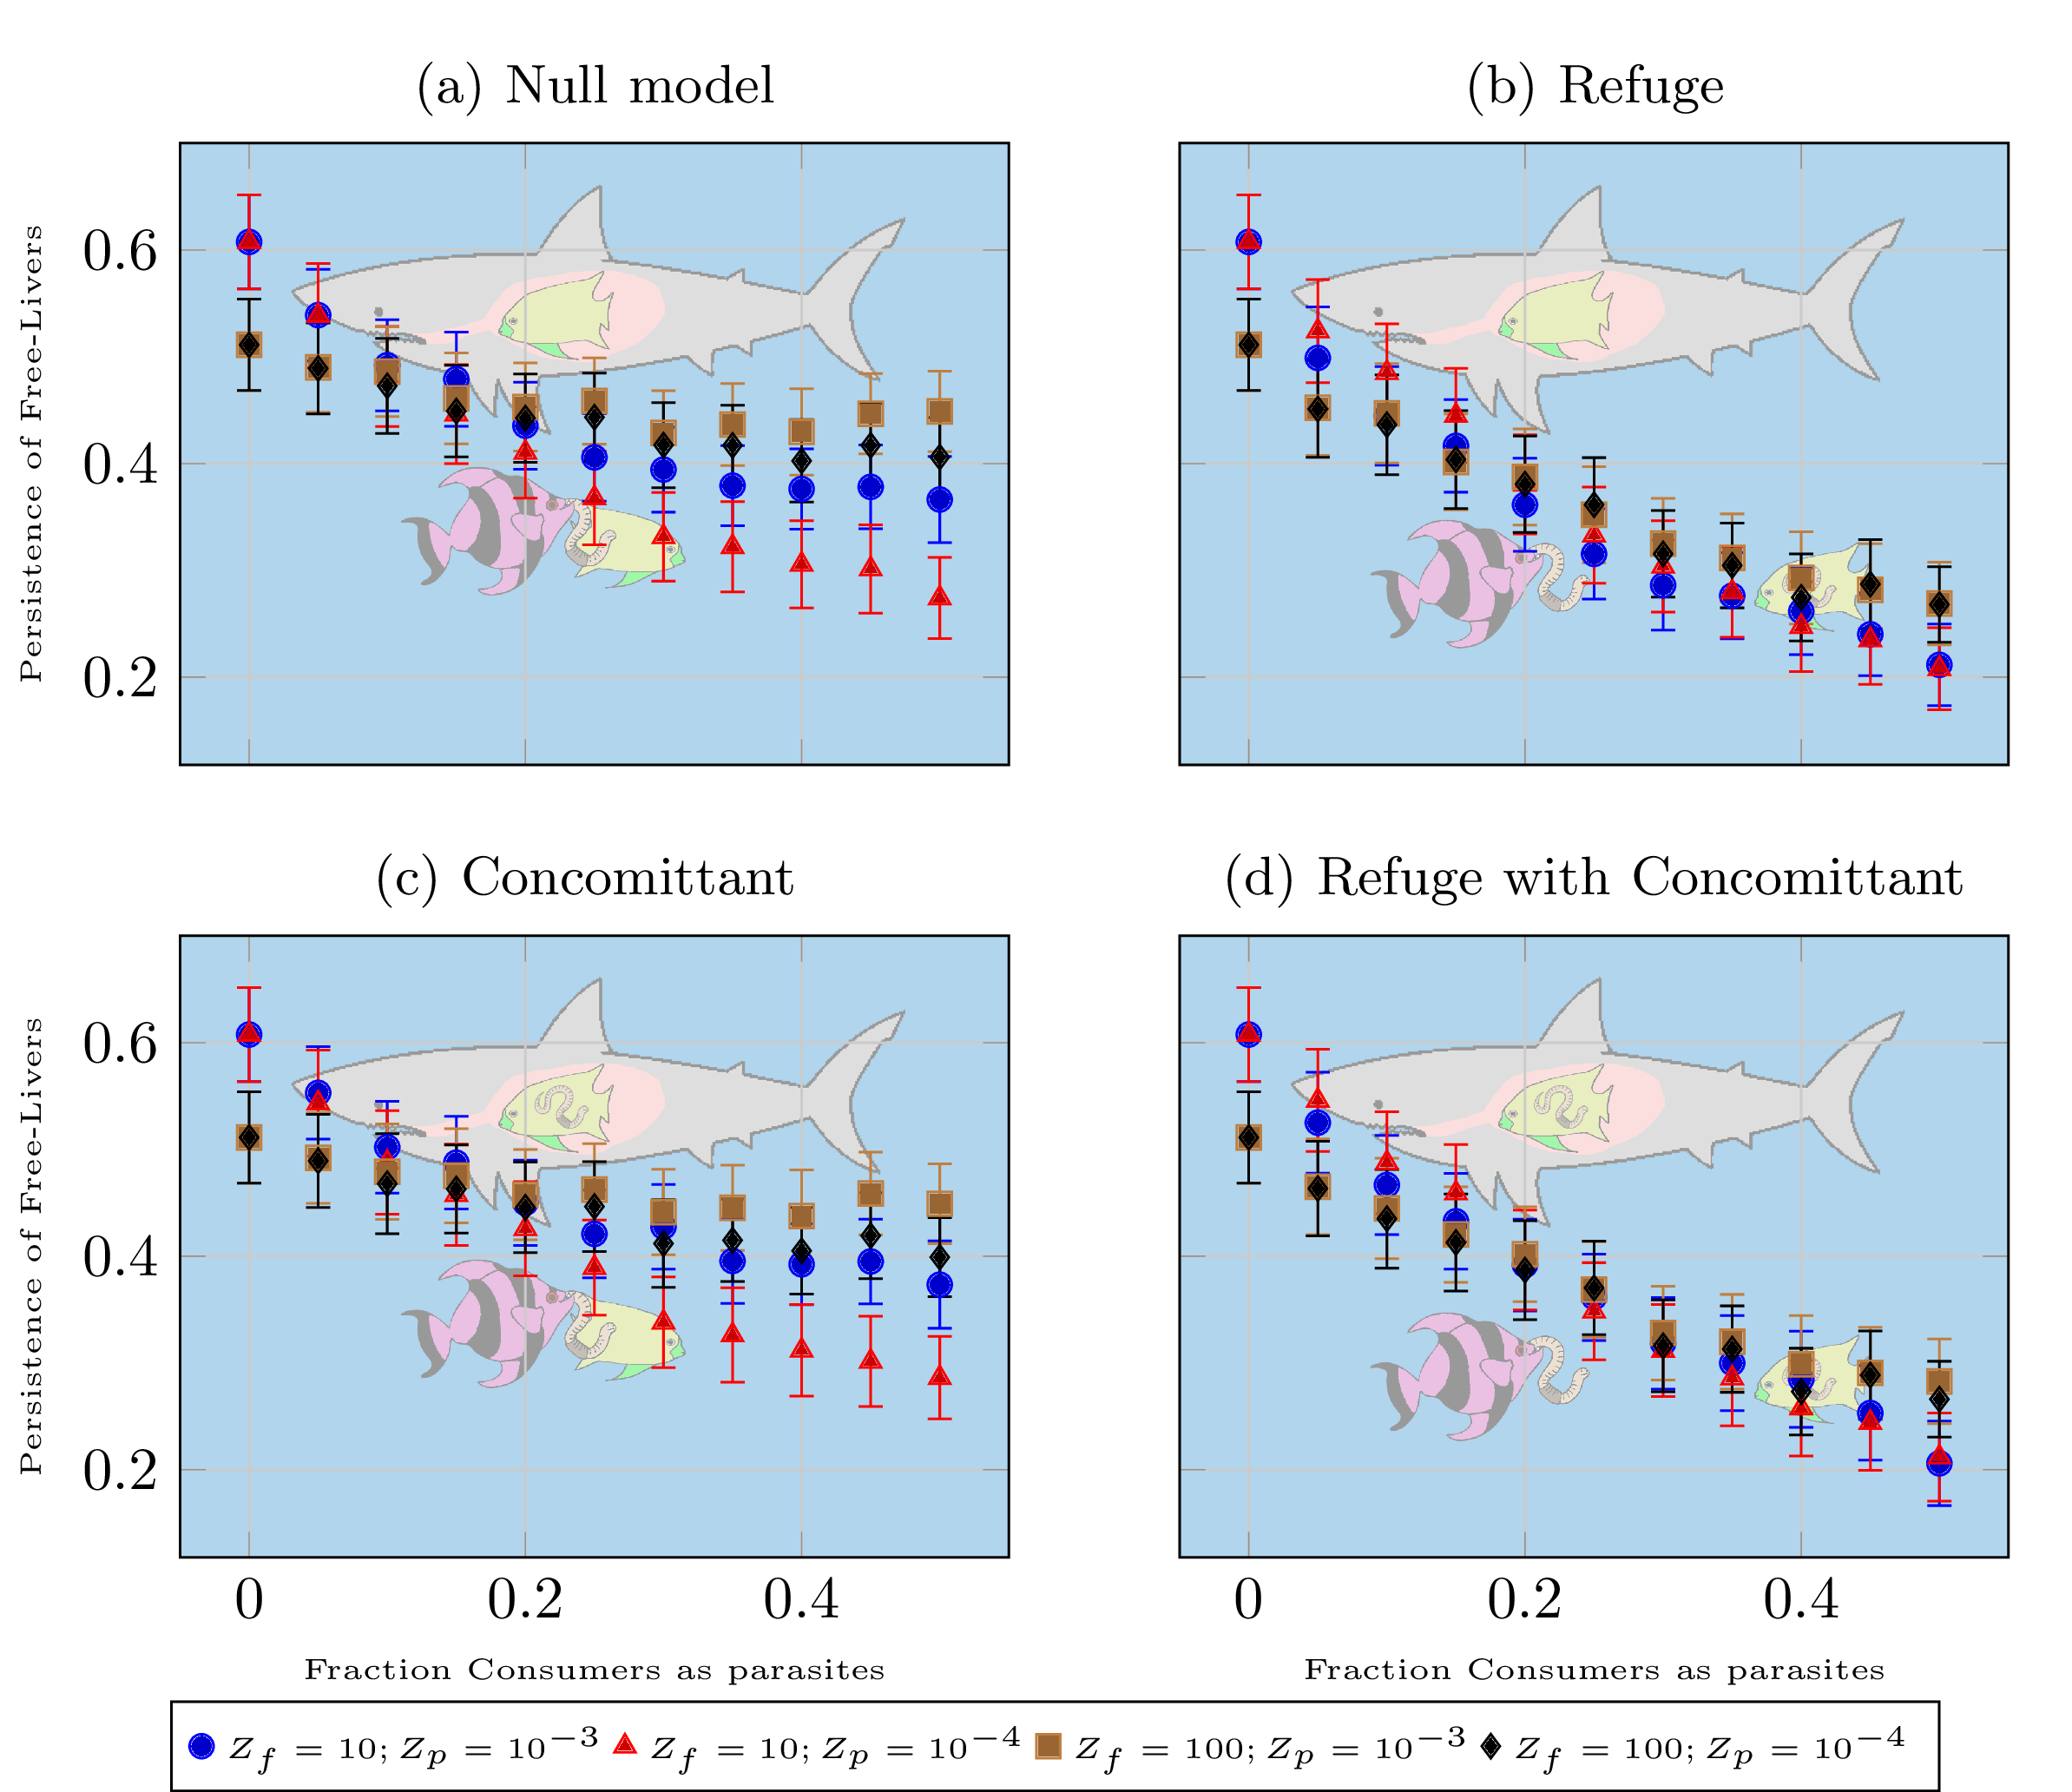 (a) Null model
(b) Refuge
Persistence of Free-Livers
0.6
0.4
0.2
(c) Concomittant
(d) Refuge with Concomittant
Persistence of Free-Livers
0.6
0.4
0.2
0 0.2 0.4
0 0.2 0.4
Fraction Consumers as parasites
Fraction Consumers as parasites
Z_f = 10; Z_p = 10^{-3} Z_f = 10; Z_p = 10^{-4} Z_f = 100; Z_p = 10^{-3} Z_f = 100; Z_p = 10^{-4}